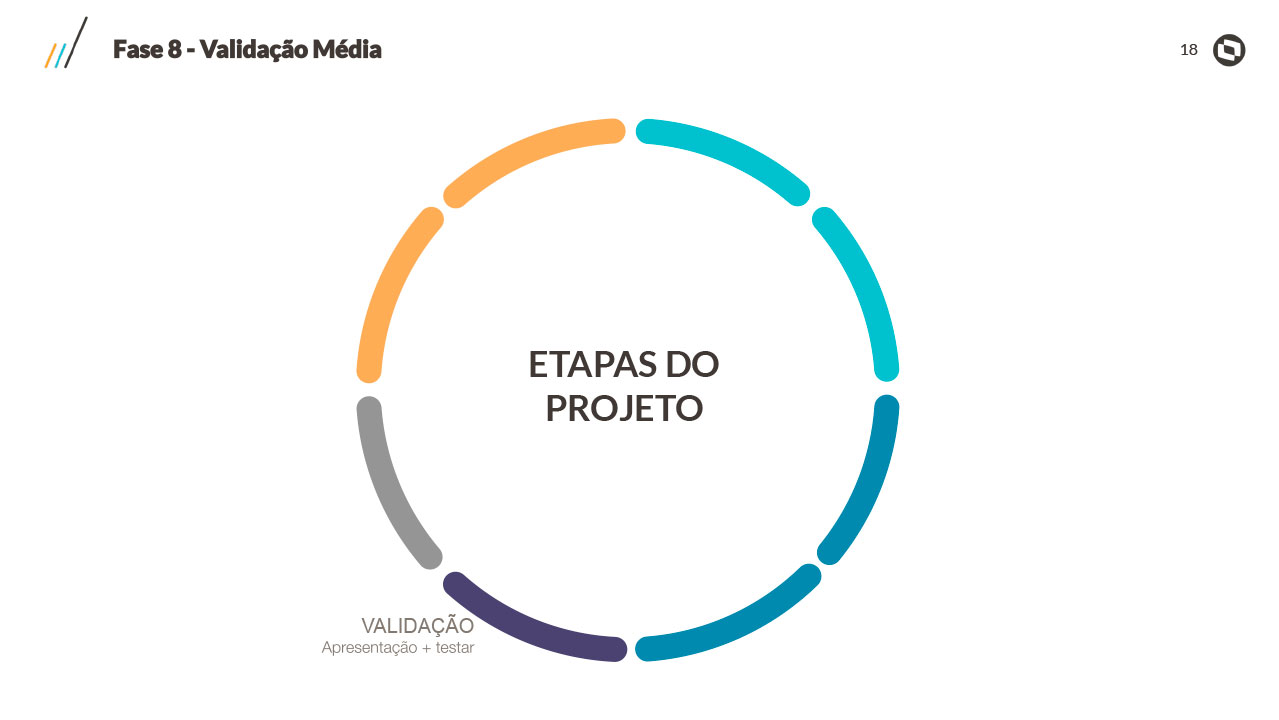 Fase 8 - Validação Média
18
ETAPAS DO
PROJETO
VALIDAÇÃO
Apresentação + testar